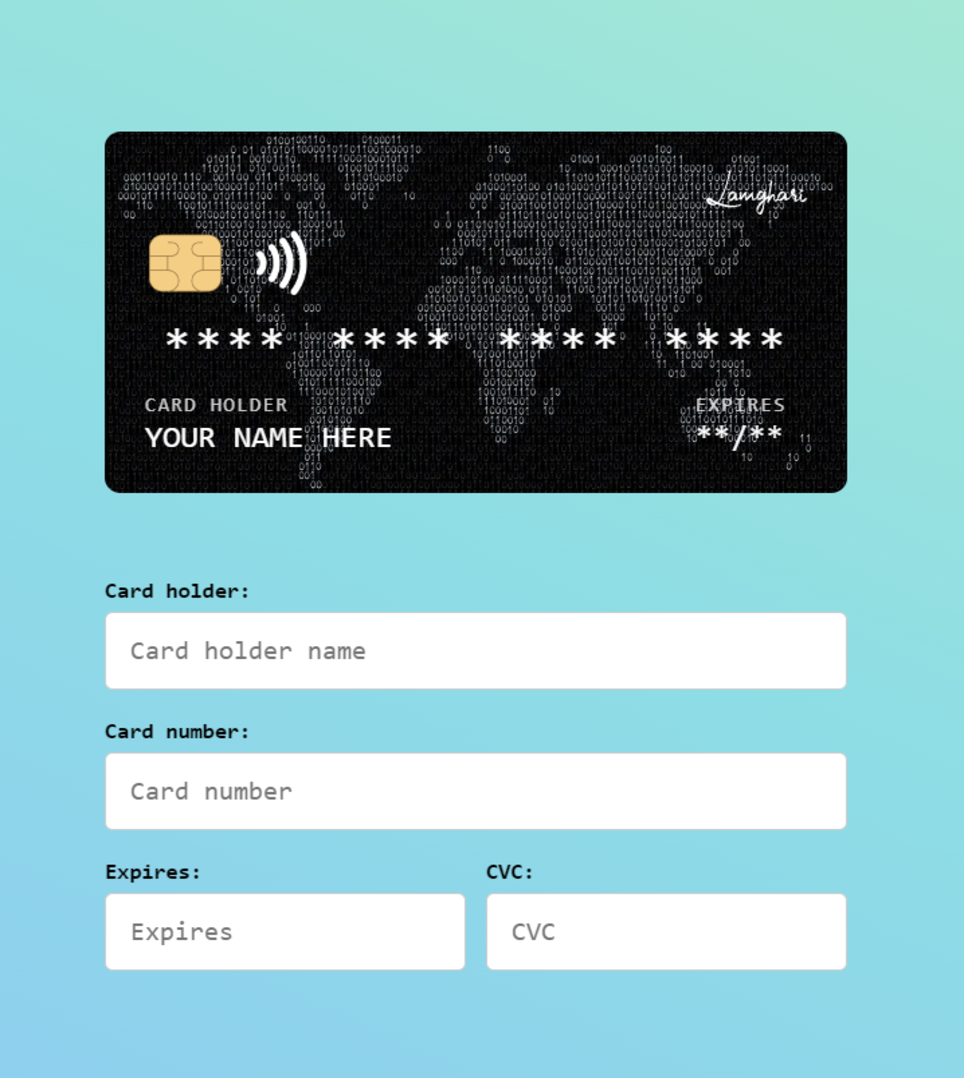 Lamghari
**** **** **** ****
CARD HOLDER
EXPIRES
YOUR NAME HERE
**/**
Card holder:
Card holder name
Card number:
Card number
Expires:
CVC:
Expires
CVC